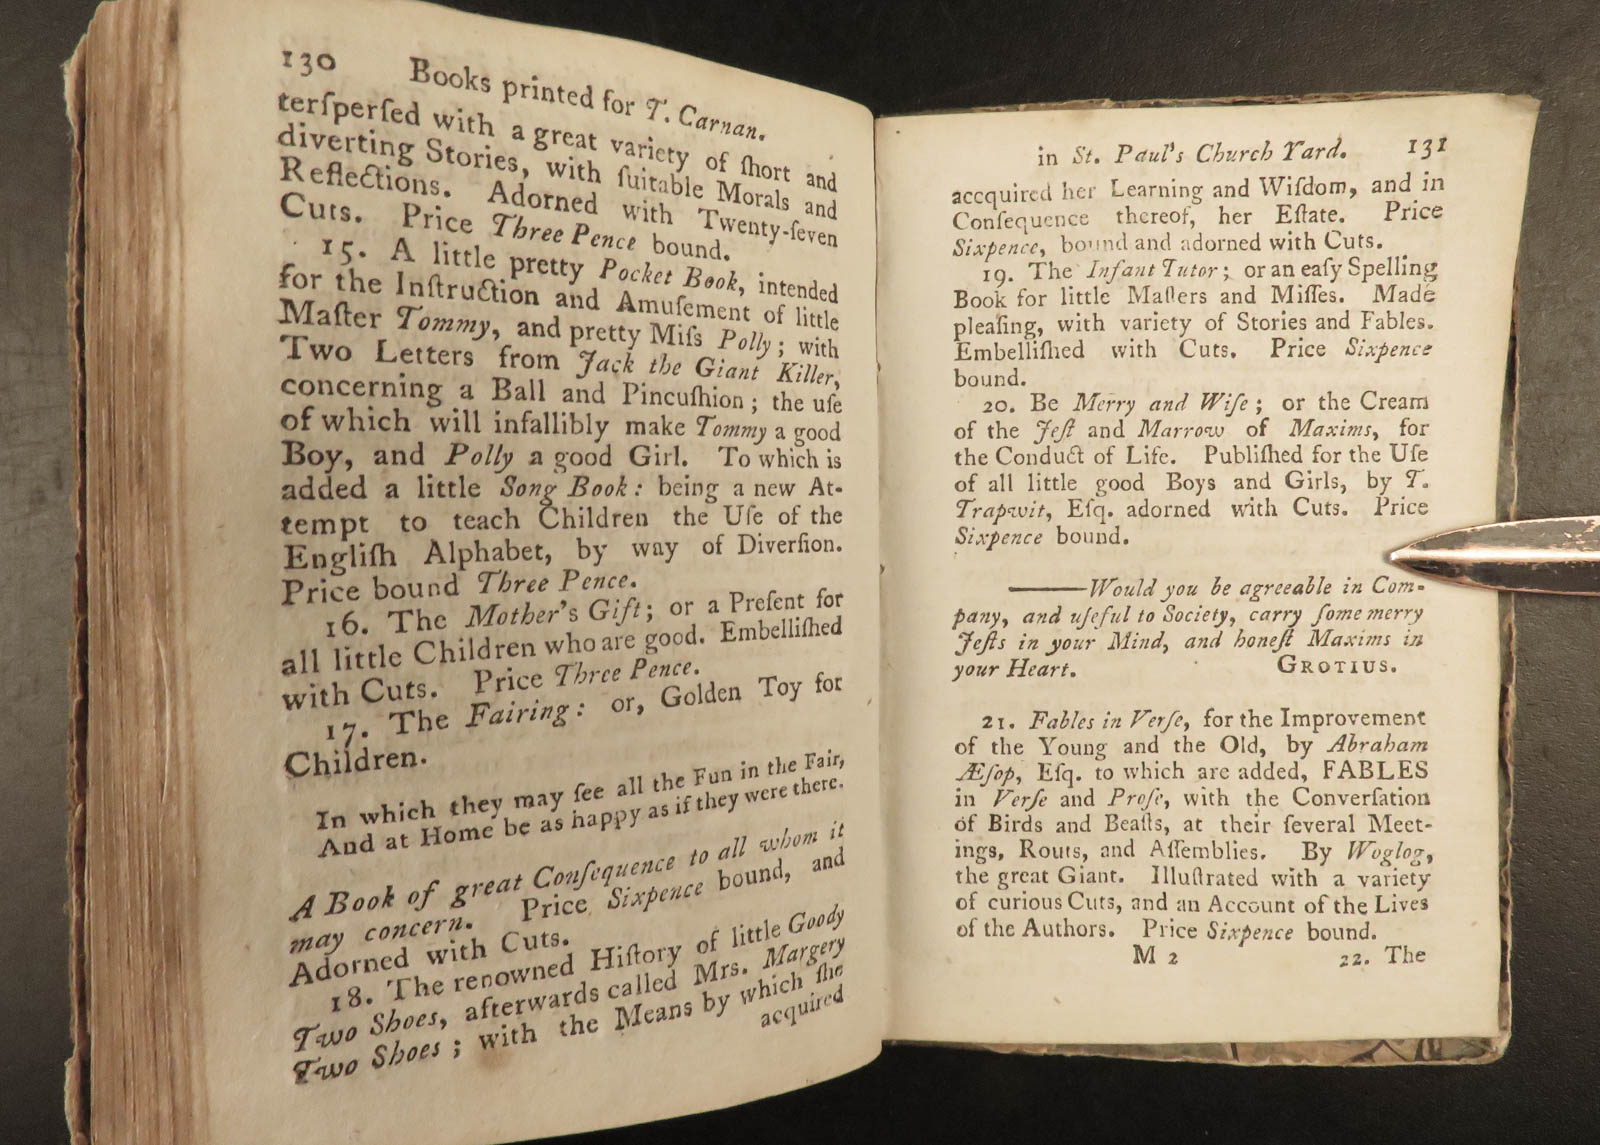 130 Books printed for T. Carnan.
terſperſed with a great variety of ſhort and
diverting Stories, with ſuitable Morals and
Reflections. Adorned with Twenty-ſeven
Cuts. Price Three Pence bound.
15. A little pretty Pocket Book, intended
for the Inſtruction and Amuſement of little
Maſter Tommy, and pretty Miſs Polly; with
Two Letters from Jack the Giant Killer,
concerning a Ball and Pincuſhion; the uſe
of which will infallibly make Tommy a good
Boy, and Polly a good Girl. To which is
added a little Song Book: being a new At-
tempt to teach Children the Uſe of the
Engliſh Alphabet, by way of Diverſion.
Price bound Three Pence.
16. The Mother's Gift; or a Preſent for
all little Children who are good. Embelliſhed
with Cuts. Price Three Pence.
17. The Fairing: or, Golden Toy for
Children.
In which they may ſee all the Fun in the Fair,
And at Home be as happy as if they were there.
A Book of great Conſequence to all whom it
may concern. Price Sixpence bound, and
Adorned with Cuts.
18. The renowned Hiſtory of little Goody
Two Shoes, afterwards called Mrs. Margery
Two Shoes; with the Means by which ſhe
acquired
in St. Paul's Church Yard. 131
accquired her Learning and Wiſdom, and in
Conſequence thereof, her Eſtate. Price
Sixpence, bound and adorned with Cuts.
19. The Infant Tutor; or an eaſy Spelling
Book for little Maſters and Miſſes. Made
pleaſing, with variety of Stories and Fables.
Embelliſhed with Cuts. Price Sixpence
bound.
20. Be Merry and Wiſe; or the Cream
of the Jeſt and Marrow of Maxims, for
the Conduct of Life. Publiſhed for the Uſe
of all little good Boys and Girls, by T.
Trapwit, Eſq. adorned with Cuts. Price
Sixpence bound.
——Would you be agreeable in Com-
pany, and uſeful to Society, carry ſome merry
Jeſts in your Mind, and honeſt Maxims in
your Heart. GROTIUS.
21. Fables in Verſe, for the Improvement
of the Young and the Old, by Abraham
Æſop, Eſq. to which are added, FABLES
in Verſe and Proſe, with the Converſation
of Birds and Beaſts, at their ſeveral Meet-
ings, Routs, and Aſſemblies. By Woglog,
the great Giant. Illuſtrated with a variety
of curious Cuts, and an Account of the Lives
of the Authors. Price Sixpence bound.
M 2 22. The